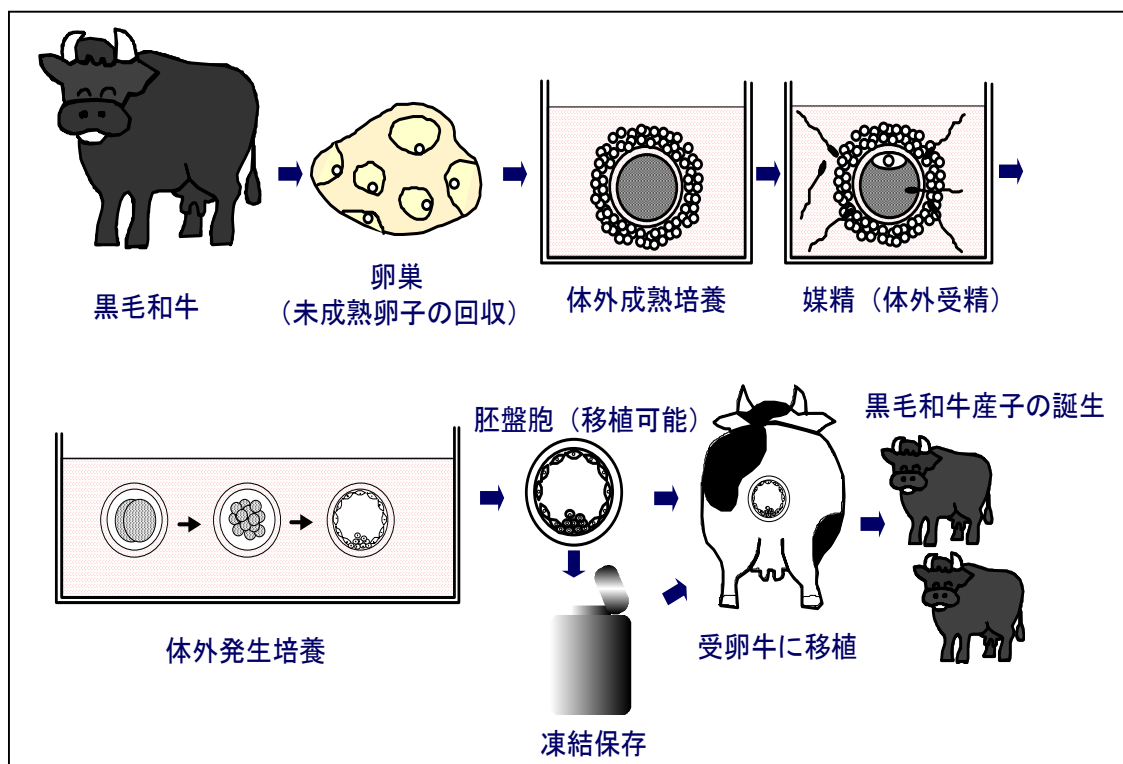 黒毛和牛
卵巣
（未成熟卵子の回収）
体外成熟培養
媒精（体外受精）
体外発生培養
胚盤胞（移植可能）
凍結保存
受卵牛に移植
黒毛和牛産子の誕生